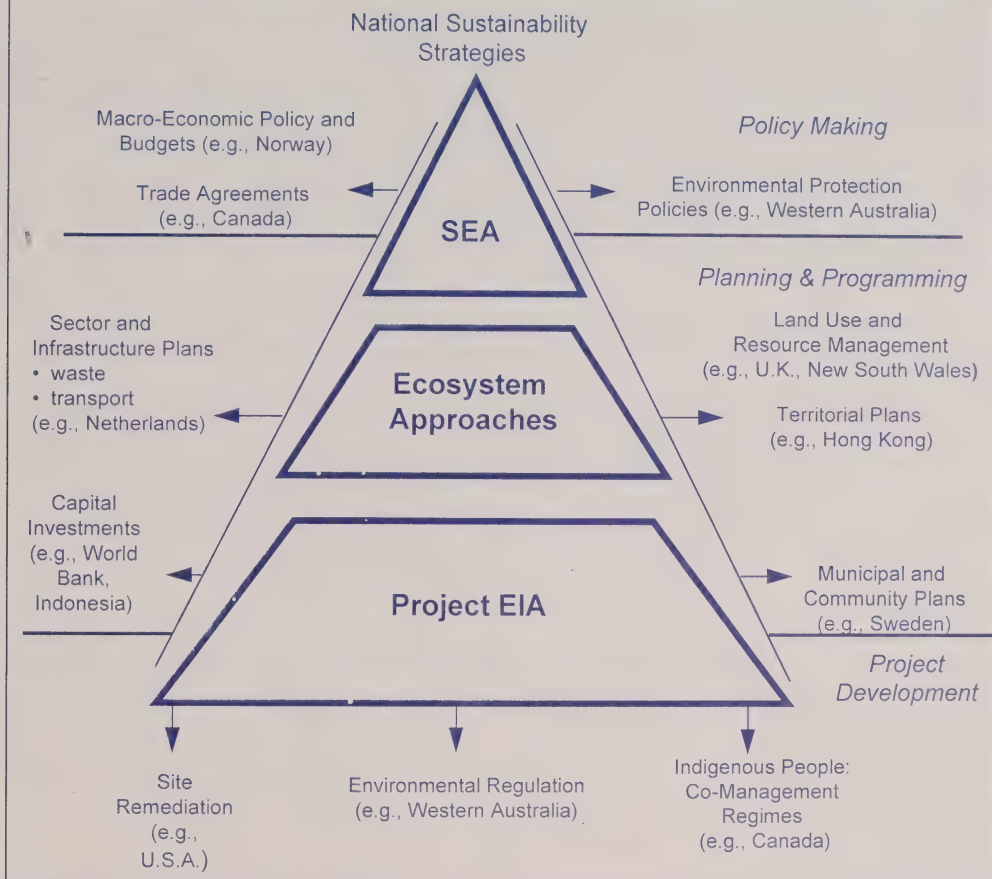 National Sustainability
Strategies
Macro-Economic Policy and
Budgets (e.g., Norway)
Trade Agreements
(e.g., Canada)
Policy Making
Environmental Protection
Policies (e.g., Western Australia)
SEA
Planning & Programming
Sector and
Infrastructure Plans
• waste
• transport
(e.g., Netherlands)
Ecosystem
Approaches
Land Use and
Resource Management
(e.g., U.K., New South Wales)
Territorial Plans
(e.g., Hong Kong)
Capital
Investments
(e.g., World
Bank,
Indonesia)
Project EIA
Municipal and
Community Plans
(e.g., Sweden)
Project
Development
Site
Remediation
(e.g.,
U.S.A.)
Environmental Regulation
(e.g., Western Australia)
Indigenous People:
Co-Management
Regimes
(e.g., Canada)